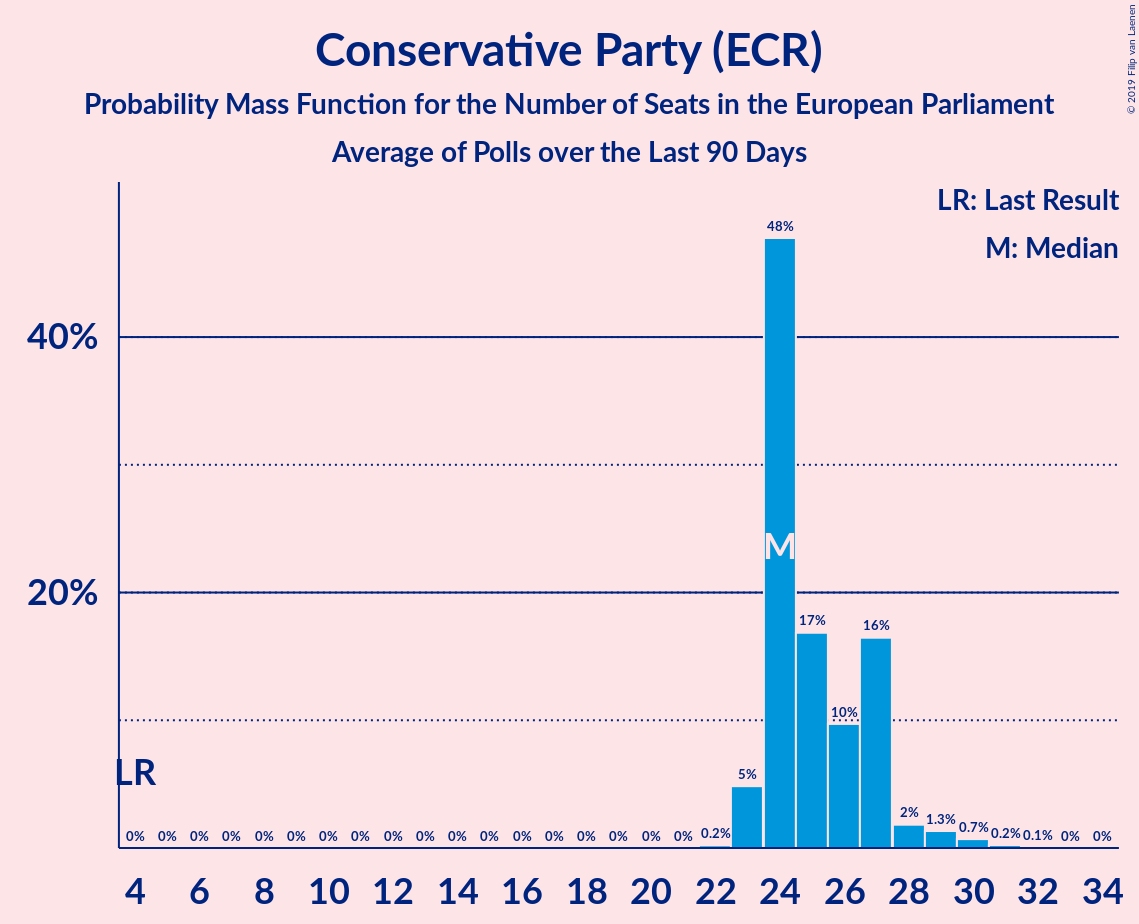 Conservative Party (ECR)
Probability Mass Function for the Number of Seats in the European Parliament
Average of Polls over the Last 90 Days
© 2019 Filip van Laenen
LR: Last Result
M: Median
48%
40%
M
20%
17%
16%
10%
LR
5%
2%
1.3%
0.7%
0% 0% 0% 0% 0% 0% 0% 0% 0% 0% 0% 0% 0% 0% 0% 0% 0% 0% 0.2% 0.2% 0.1% 0% 0%
4 6 8 10 12 14 16 18 20 22 24 26 28 30 32 34